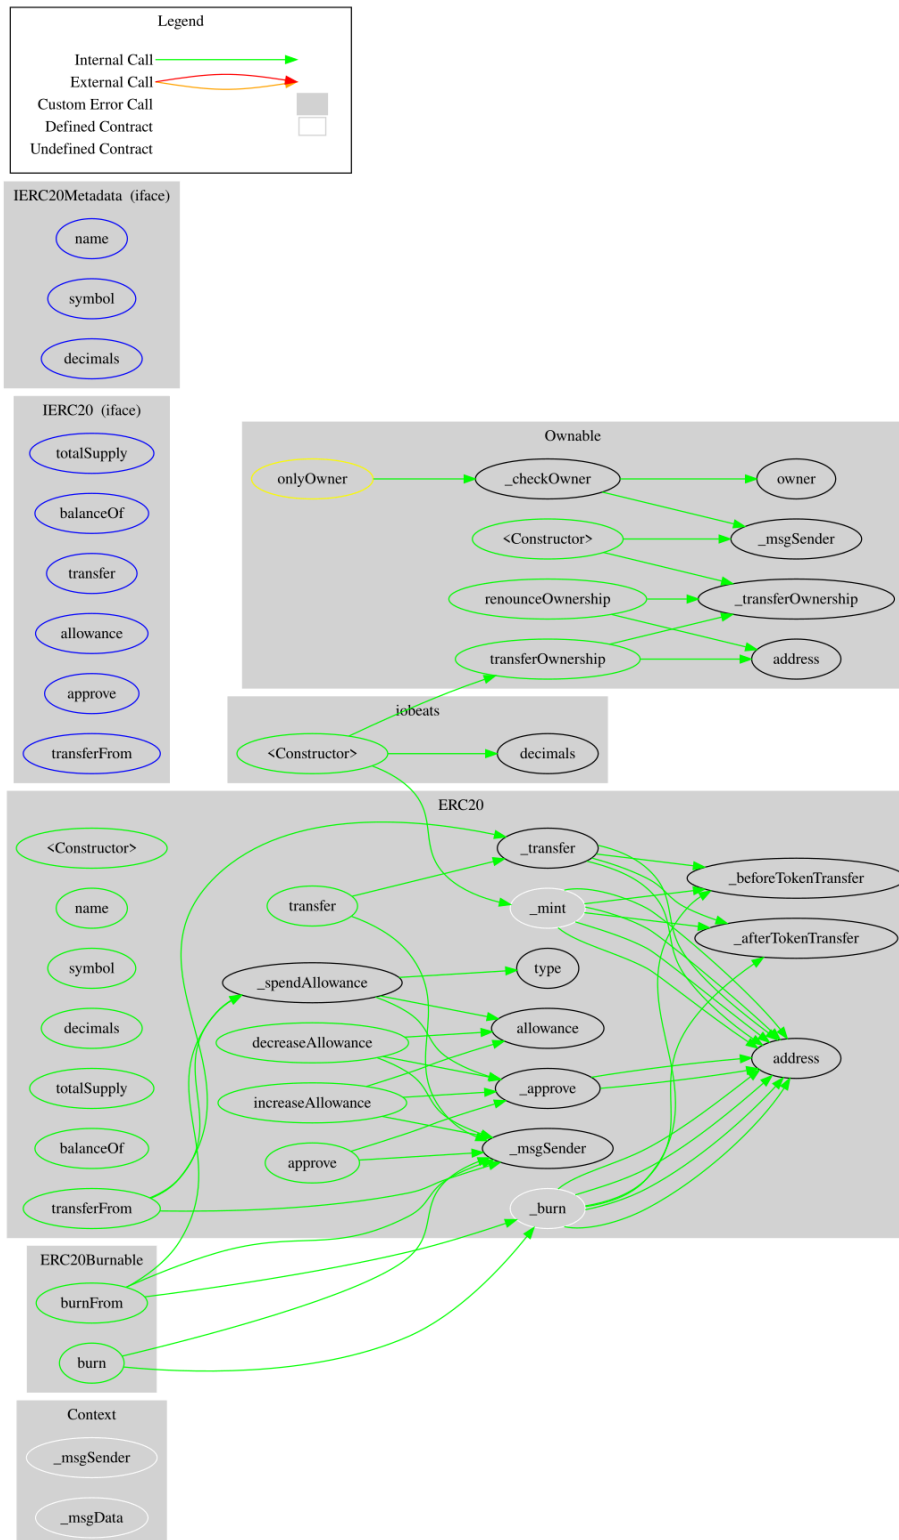 Legend
Internal Call
External Call
Custom Error Call
Defined Contract
Undefined Contract
IERC20Metadata (iface)
name
symbol
decimals
IERC20 (iface)
totalSupply
balanceOf
transfer
allowance
approve
transferFrom
Ownable
onlyOwner
_checkOwner
owner
<Constructor>
_msgSender
renounceOwnership
_transferOwnership
transferOwnership
address
iobeats
<Constructor>
decimals
ERC20
<Constructor>
name
symbol
decimals
totalSupply
balanceOf
transferFrom
transfer
_spendAllowance
decreaseAllowance
increaseAllowance
approve
_transfer
_mint
type
allowance
_approve
_msgSender
_burn
_beforeTokenTransfer
_afterTokenTransfer
address
ERC20Burnable
burnFrom
burn
Context
_msgSender
_msgData